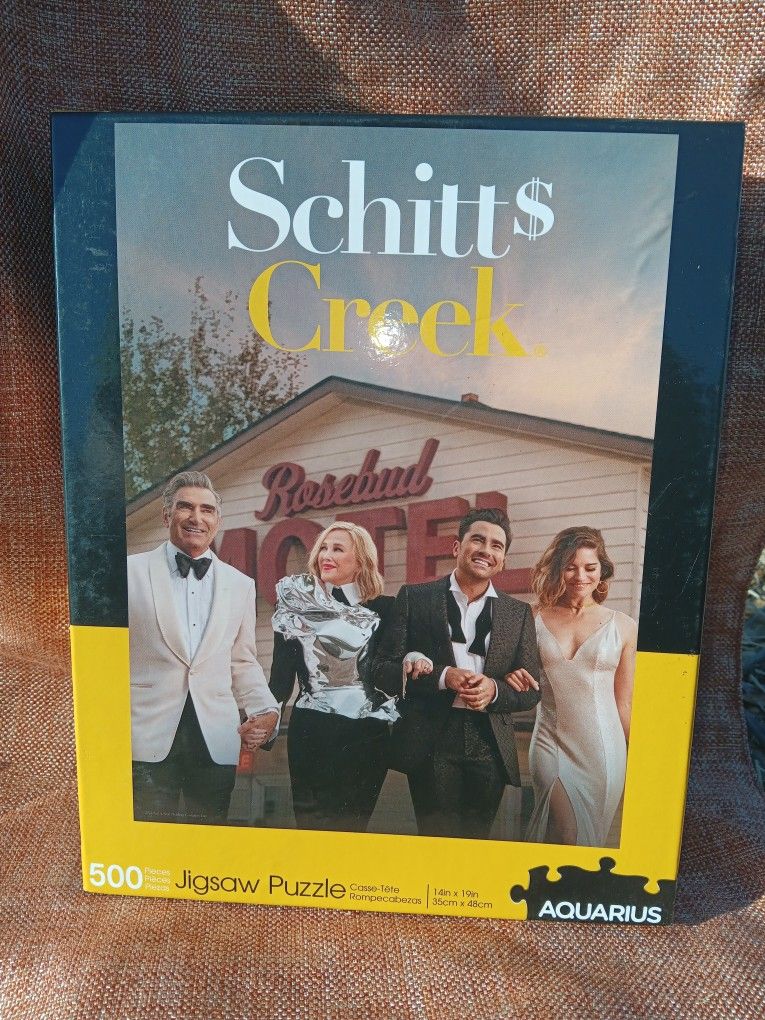 Schitt$
Creek®
Rosebud
MOTEL
500 Pieces
Pièces
Piezas
Jigsaw Puzzle
Casse-Tête
Rompecabezas
14in x 19in
35cm x 48cm
AQUARIUS